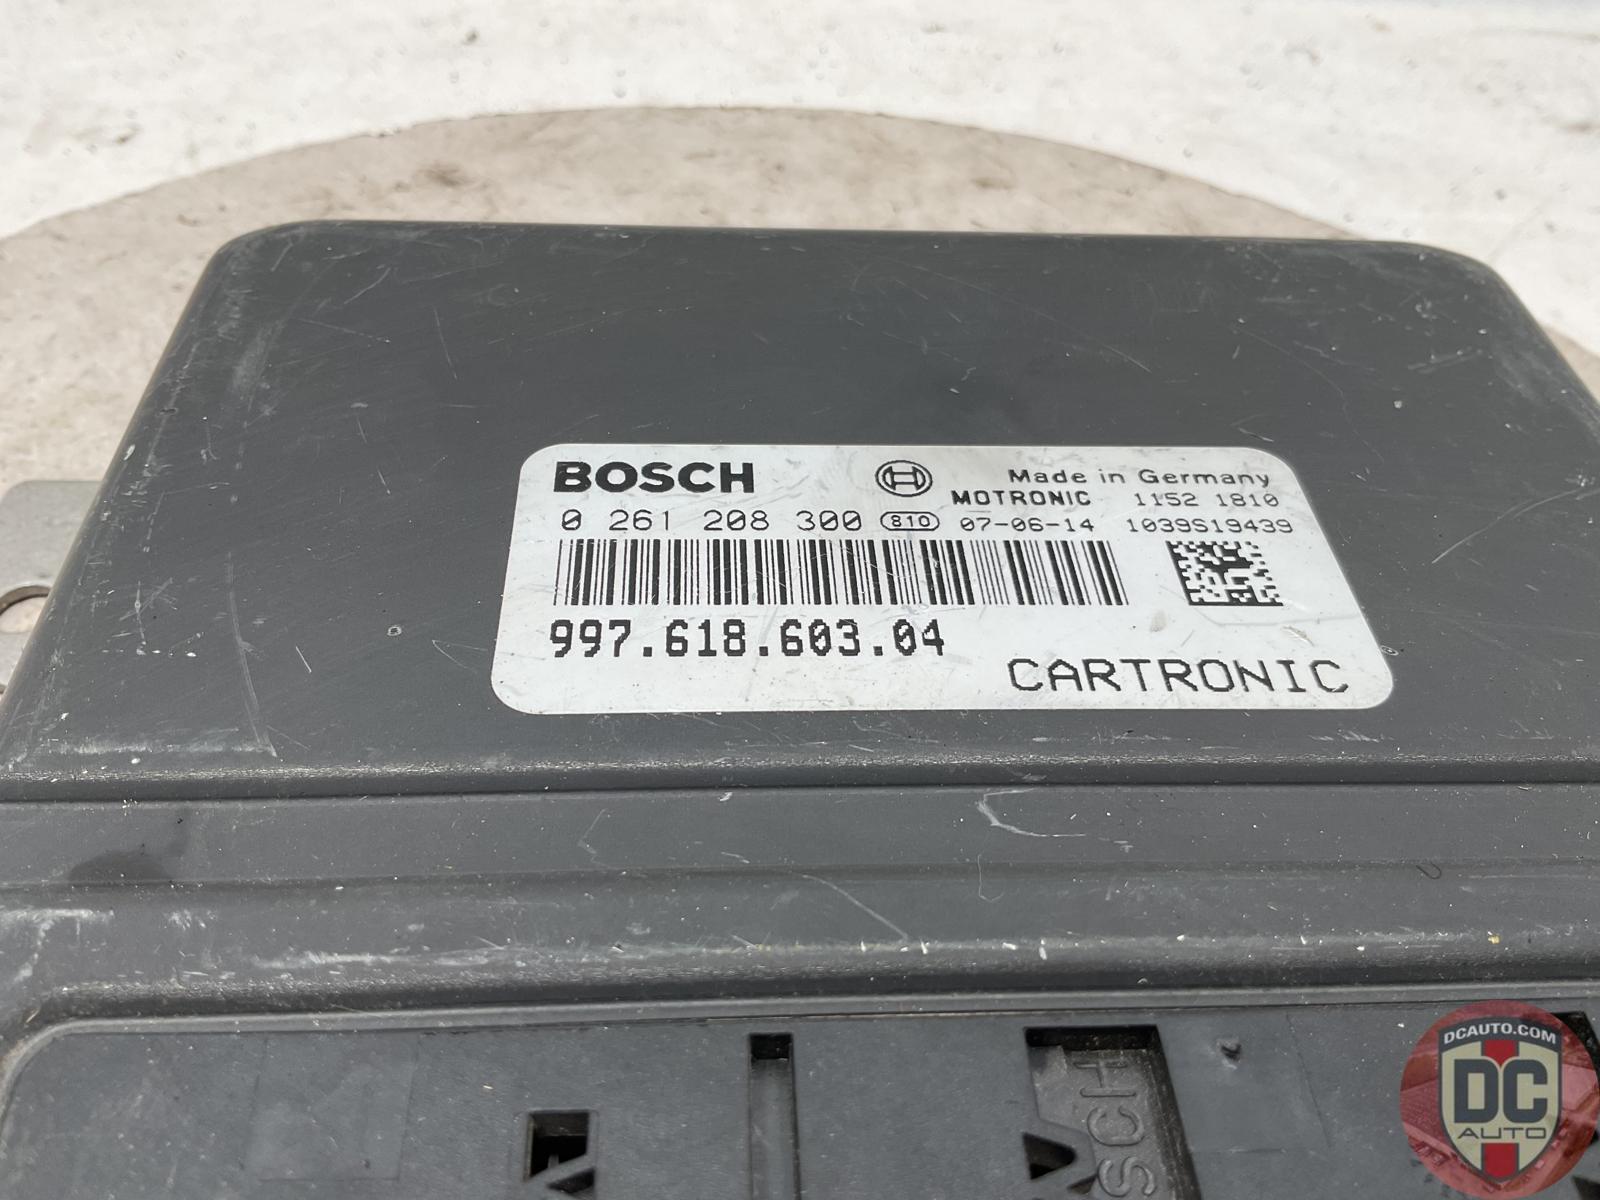 BOSCH
Made in Germany
MOTRONIC 1152 1810
0 261 208 300 810 07-06-14 1039S19439
997.618.603.04
CARTRONIC
SCH
DCAUTO.COM
DC
AUTO